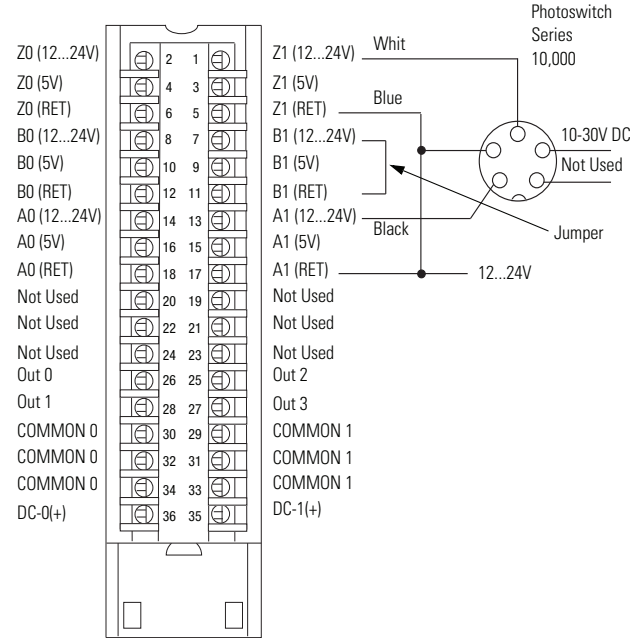 Photoswitch
Series
10,000
Z0 (12...24V) 2 1 Z1 (12...24V) Whit
Z0 (5V) 4 3 Z1 (5V)
Z0 (RET) 6 5 Z1 (RET) Blue
B0 (12...24V) 8 7 B1 (12...24V) 10-30V DC
B0 (5V) 10 9 B1 (5V) Not Used
B0 (RET) 12 11 B1 (RET)
A0 (12...24V) 14 13 A1 (12...24V) Black Jumper
A0 (5V) 16 15 A1 (5V)
A0 (RET) 18 17 A1 (RET) 12...24V
Not Used 20 19 Not Used
Not Used 22 21 Not Used
Not Used 24 23 Not Used
Out 0 26 25 Out 2
Out 1 28 27 Out 3
COMMON 0 30 29 COMMON 1
COMMON 0 32 31 COMMON 1
COMMON 0 34 33 COMMON 1
DC-0(+) 36 35 DC-1(+)